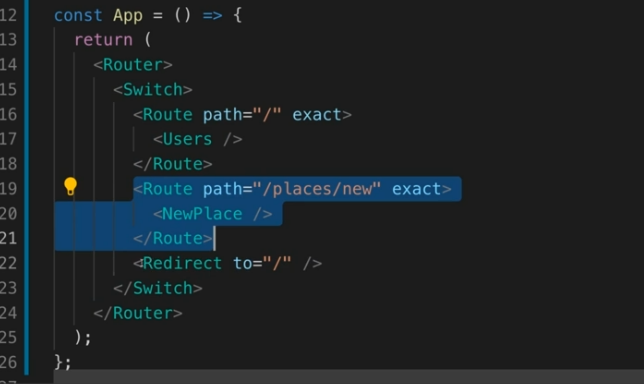 12 const App = () => {
13 return (
14 <Router>
15 <Switch>
16 <Route path="/" exact>
17 <Users />
18 </Route>
19 <Route path="/places/new" exact>
20 <NewPlace />
21 </Route>
22 <Redirect to="/" />
23 </Switch>
24 </Router>
25 );
26 };